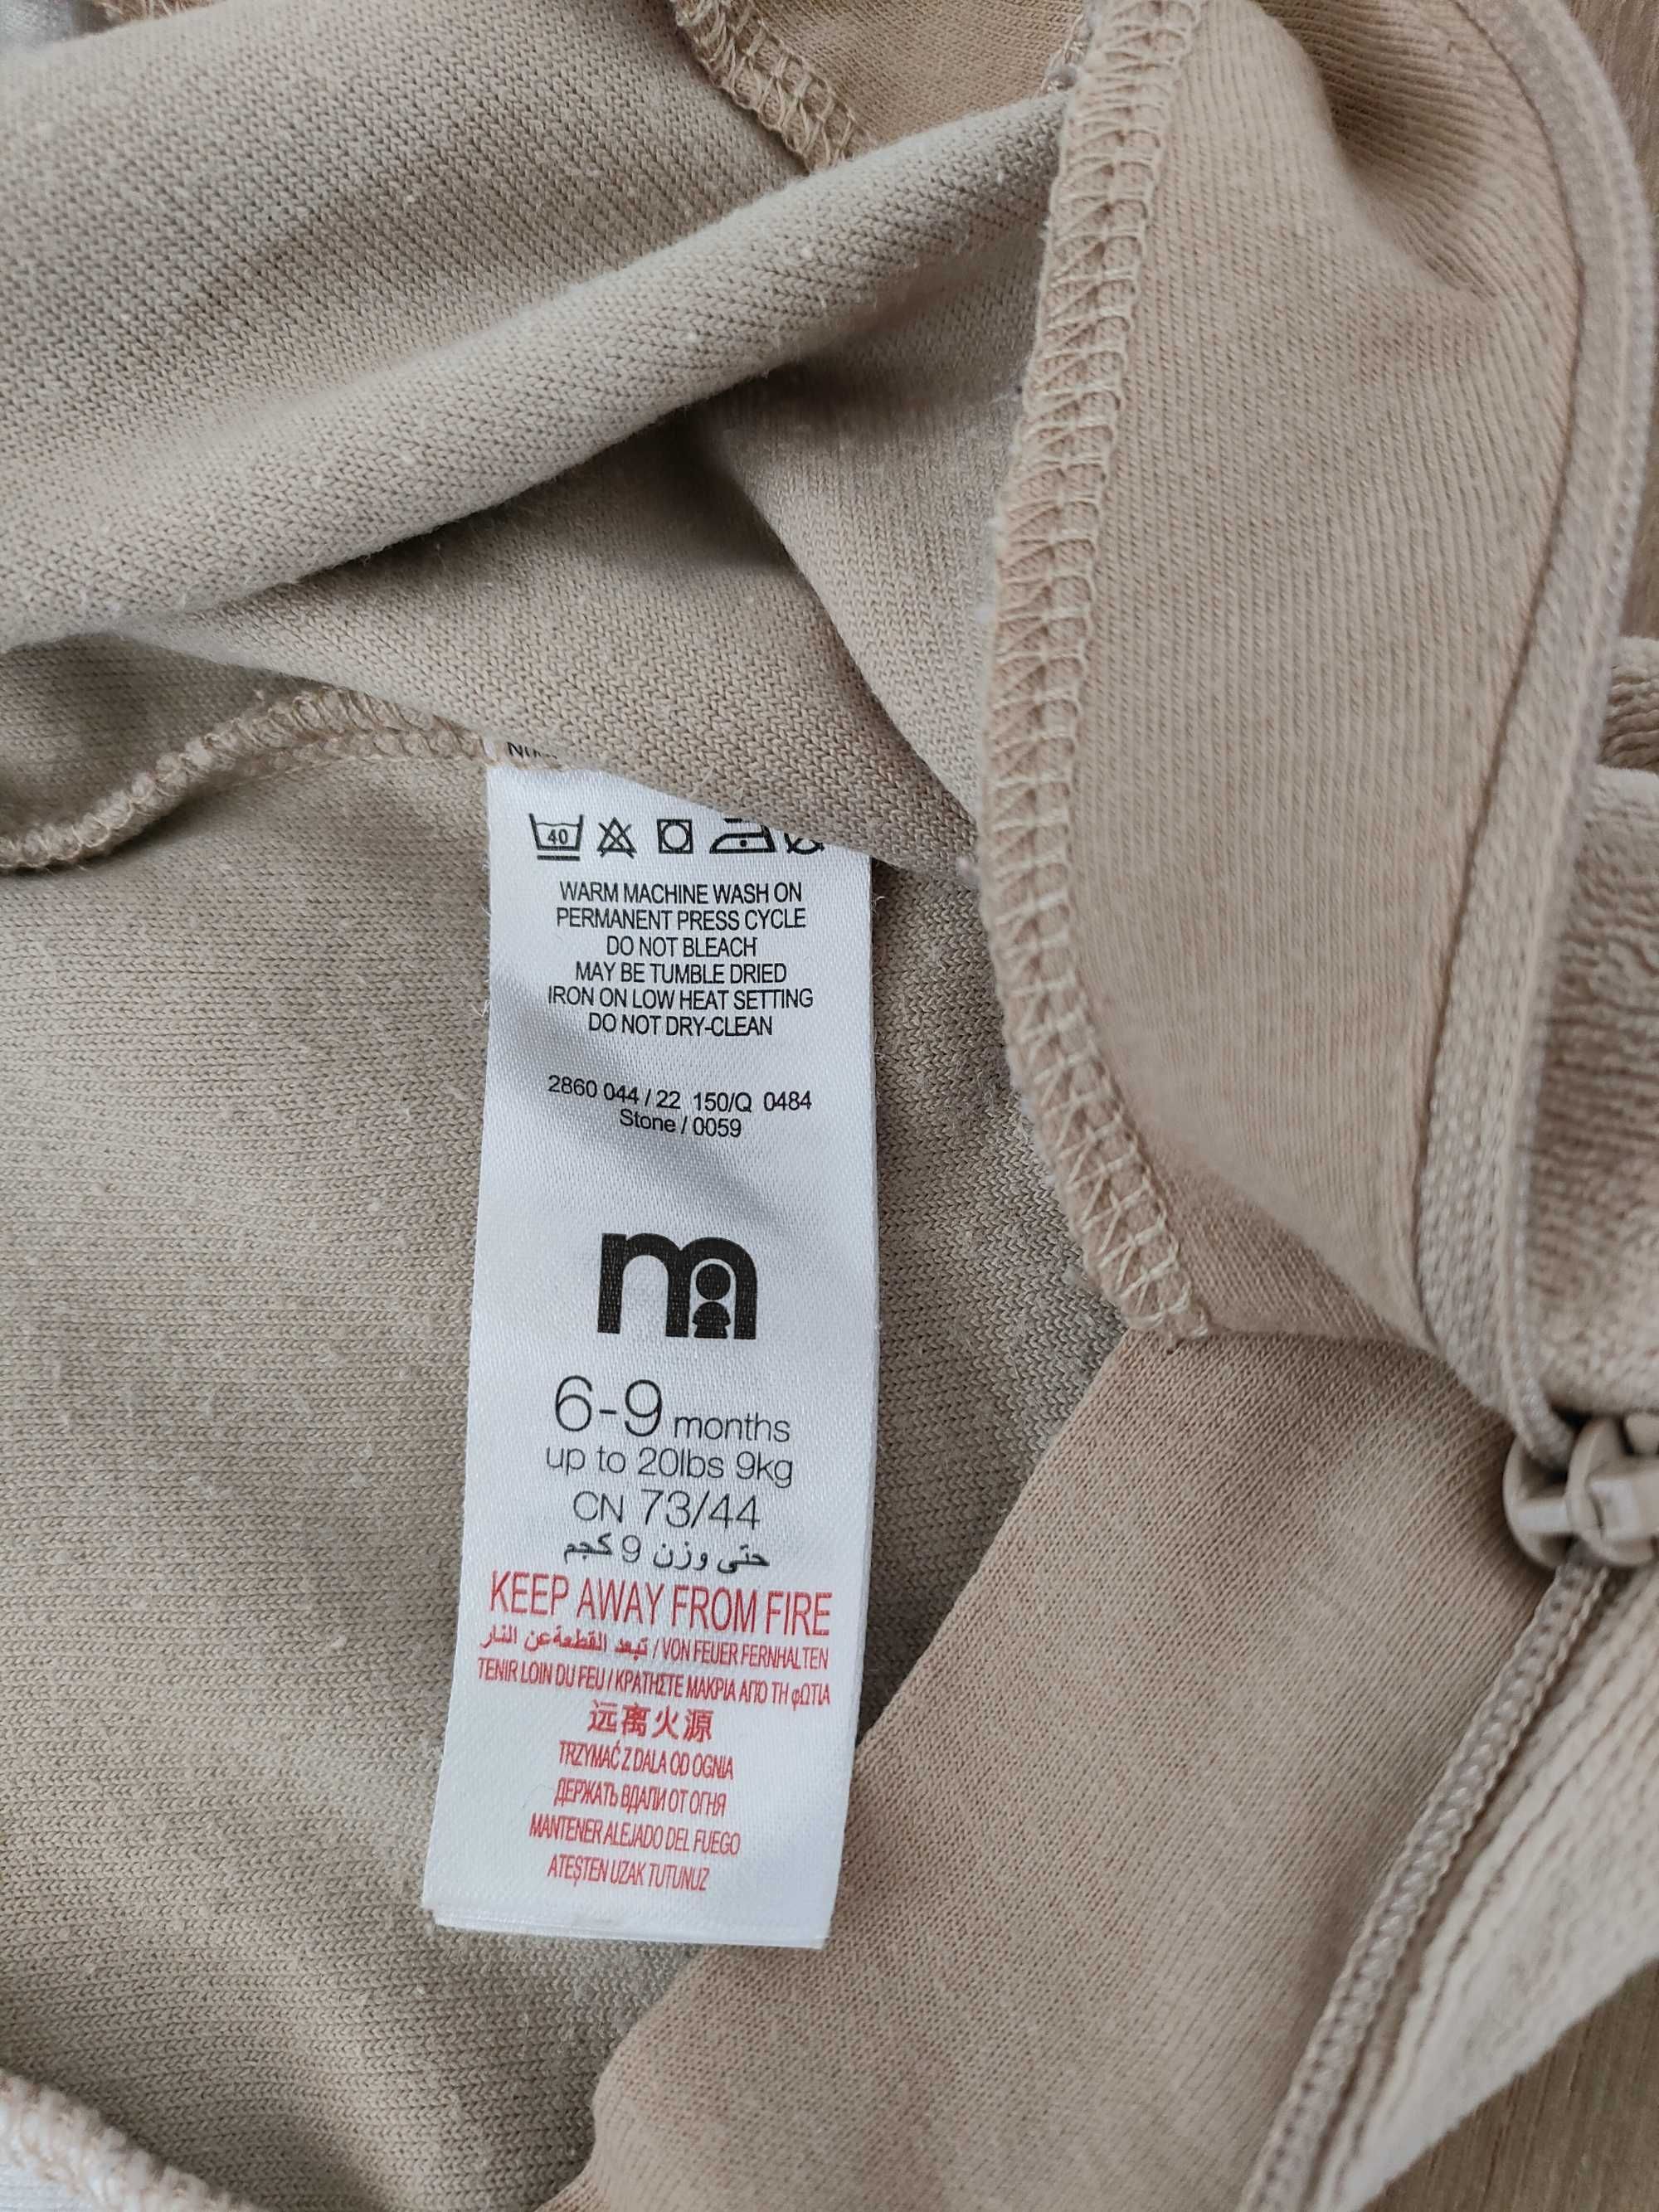 40
WARM MACHINE WASH ON
PERMANENT PRESS CYCLE
DO NOT BLEACH
MAY BE TUMBLE DRIED
IRON ON LOW HEAT SETTING
DO NOT DRY-CLEAN
2860 044 / 22 150/Q 0484
Stone / 0059
m
6-9 months
up to 20lbs 9kg
CN 73/44
حتى وزن 9 كجم
KEEP AWAY FROM FIRE
تبعد القطعة عن النار / VON FEUER FERNHALTEN
TENIR LOIN DU FEU / ΚΡΑΤΗΣΤΕ ΜΑΚΡΙΑ ΑΠΟ ΤΗ φΩΤΙΑ
远离火源
TRZYMAĆ Z DALA OD OGNIA
ДЕРЖАТЬ ВДАЛИ ОТ ОГНЯ
MANTENER ALEJADO DEL FUEGO
ATEŞTEN UZAK TUTUNUZ